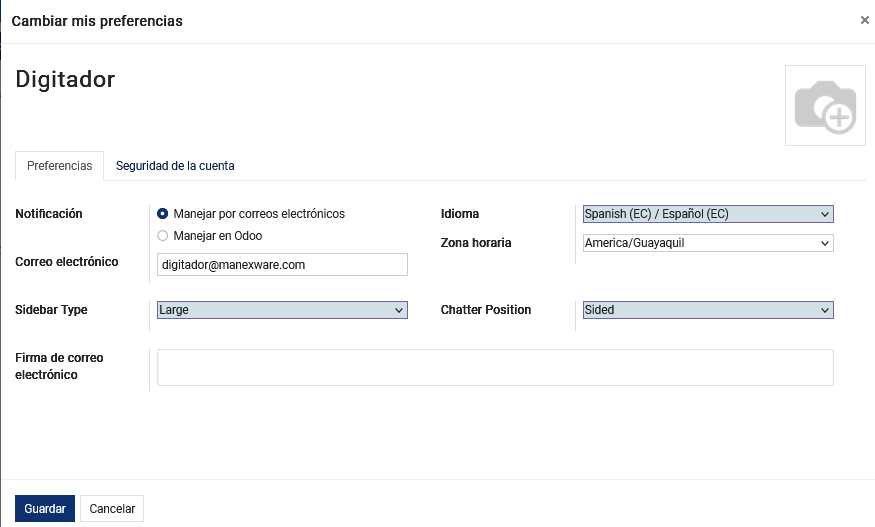 Cambiar mis preferencias
×
Digitador
Preferencias
Seguridad de la cuenta
Notificación
Manejar por correos electrónicos
Manejar en Odoo
Idioma
Spanish (EC) / Español (EC)
Zona horaria
America/Guayaquil
Correo electrónico
digitador@manexware.com
Sidebar Type
Large
Chatter Position
Sided
Firma de correo
electrónico
Guardar
Cancelar